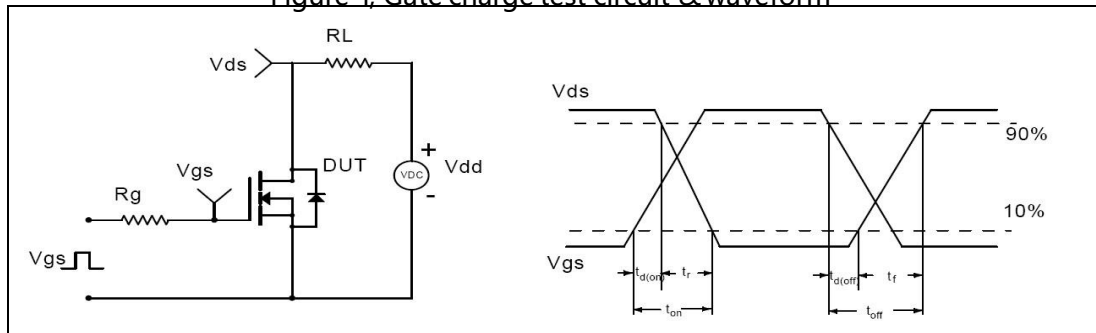 Figure 1, Gate charge test circuit & waveform
RL
Vds
Vgs
DUT
Rg
VDC
+
Vdd
-
Vgs
Vds
90%
10%
Vgs
td(on)
tr
ton
td(off)
tf
toff